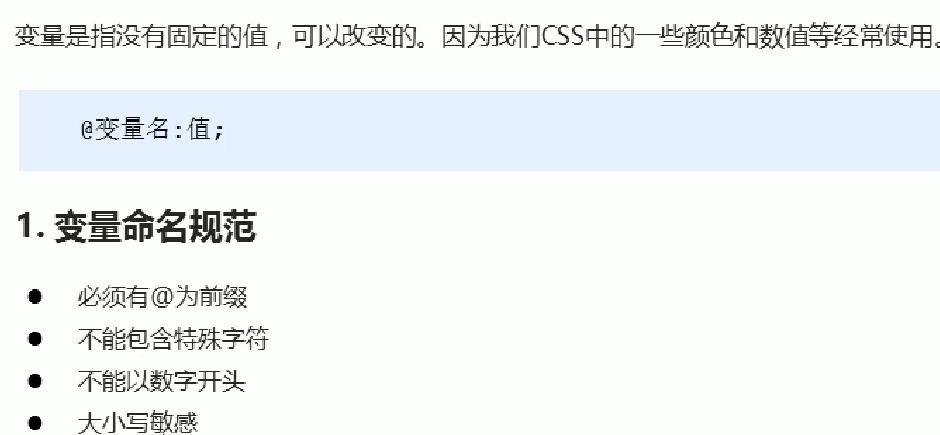 变量是指没有固定的值，可以改变的。因为我们CSS中的一些颜色和数值等经常使用。
@变量名:值;
1. 变量命名规范
● 必须有@为前缀
● 不能包含特殊字符
● 不能以数字开头
● 大小写敏感